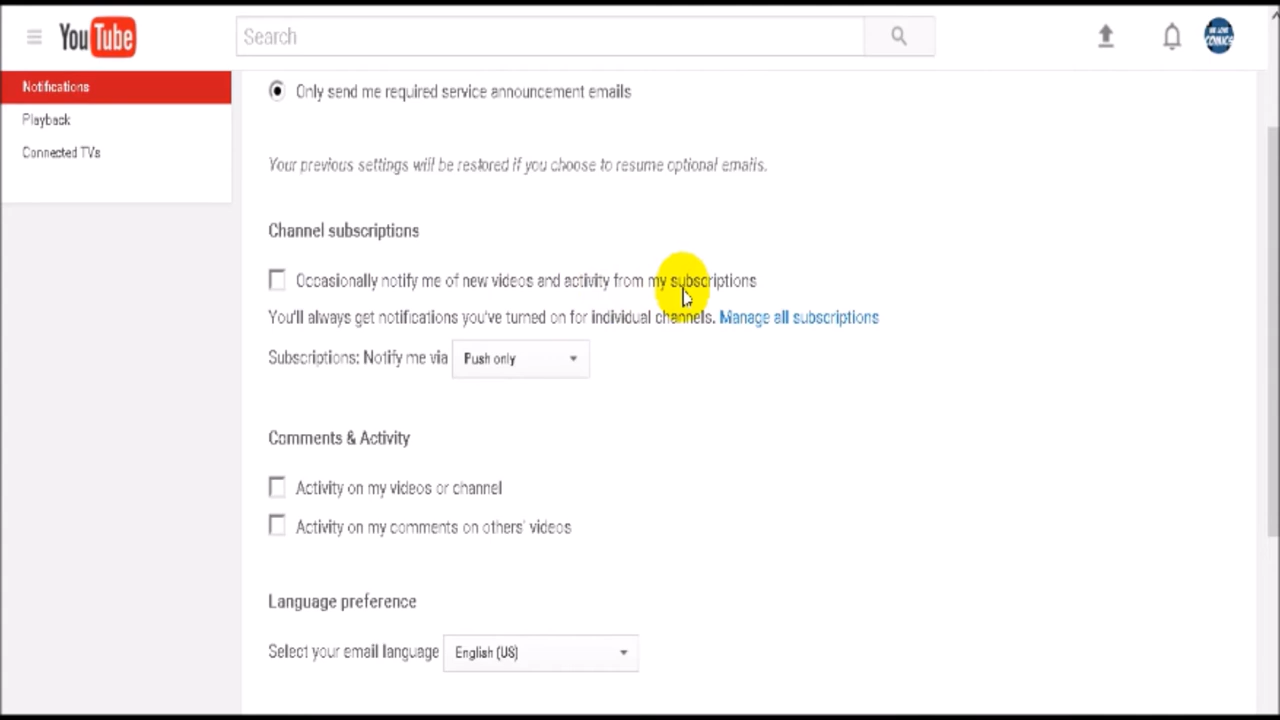 YouTube
Search
WE LOVE
COMICS
Notifications
Playback
Connected TVs
Only send me required service announcement emails
Your previous settings will be restored if you choose to resume optional emails.
Channel subscriptions
Occasionally notify me of new videos and activity from my subscriptions
You'll always get notifications you've turned on for individual channels. Manage all subscriptions
Subscriptions: Notify me via Push only
Comments & Activity
Activity on my videos or channel
Activity on my comments on others' videos
Language preference
Select your email language English (US)